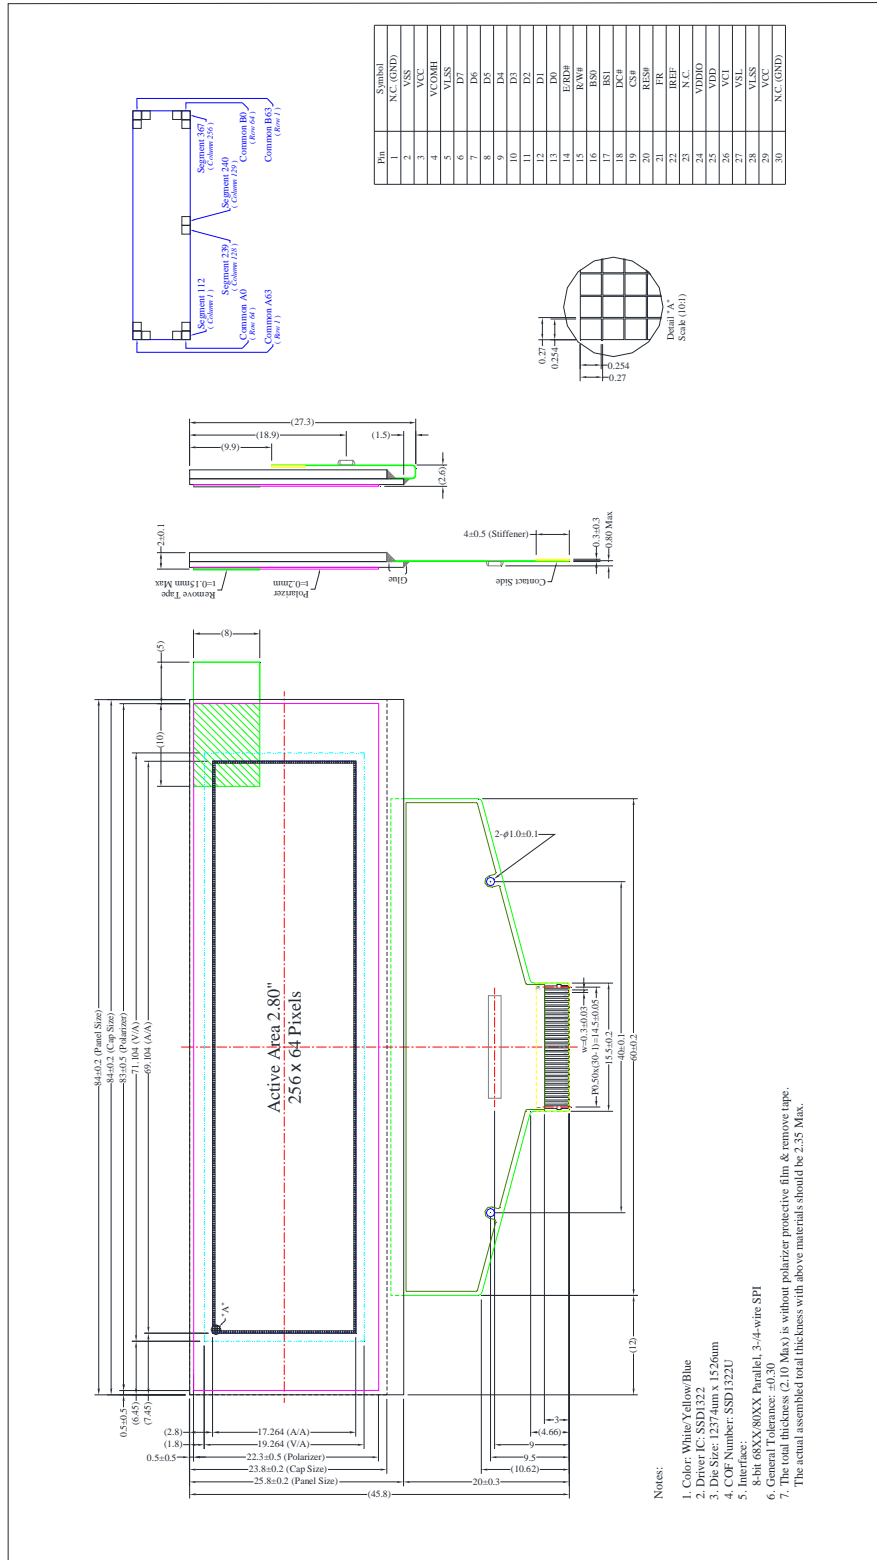 Segment 367
( Column 256 )
Common B0
( Row 64 )
Common B63
( Row 1 )
Segment 240
( Column 129 )
Segment 239
( Column 128 )
Segment 112
( Column 1 )
Common A0
( Row 64 )
Common A63
( Row 1 )
Pin Symbol
1 N.C. (GND)
2 VSS
3 VCC
4 VCOMH
5 VLSS
6 D7
7 D6
8 D5
9 D4
10 D3
11 D2
12 D1
13 D0
14 E/RD#
15 R/W#
16 BS0
17 BS1
18 DC#
19 CS#
20 RES#
21 FR
22 IREF
23 N.C.
24 VDDIO
25 VDD
26 VCI
27 VSL
28 VLSS
29 VCC
30 N.C. (GND)
0.27
0.254
0.254
0.27
Detail "A"
Scale (10:1)
(27.3)
(18.9)
(1.5)
(9.9)
(2.6)
2±0.1
Remove Tape
t=0.15mm Max
Polarizer
t=0.2mm
Glue
4±0.5 (Stiffener)
Contact Side
0.3±0.3
0.80 Max
(8)
(5)
(10)
84±0.2 (Panel Size)
84±0.2 (Cap Size)
83±0.5 (Polarizer)
71.104 (V/A)
69.104 (A/A)
Active Area 2.80"
256 x 64 Pixels
"A"
0.5±0.5
(6.45)
(7.45)
2-ϕ1.0±0.1
w=0.3±0.03
P0.50x(30-1)=14.5±0.05
15.5±0.2
40±0.1
60±0.2
(12)
(2.8)
17.264 (A/A)
(1.8)
19.264 (V/A)
0.5±0.5
22.3±0.5 (Polarizer)
23.8±0.2 (Cap Size)
25.8±0.2 (Panel Size)
(45.8)
3
(4.66)
9
9.5
(10.62)
20±0.3
Notes:
1. Color: White/Yellow/Blue
2. Driver IC: SSD1322
3. Die Size: 12374um x 1526um
4. COF Number: SSD1322U
5. Interface:
8-bit 68XX/80XX Parallel, 3-/4-wire SPI
6. General Tolerance: ±0.30
7. The total thickness (2.10 Max) is without polarizer protective film & remove tape.
The actual assembled total thickness with above materials should be 2.35 Max.